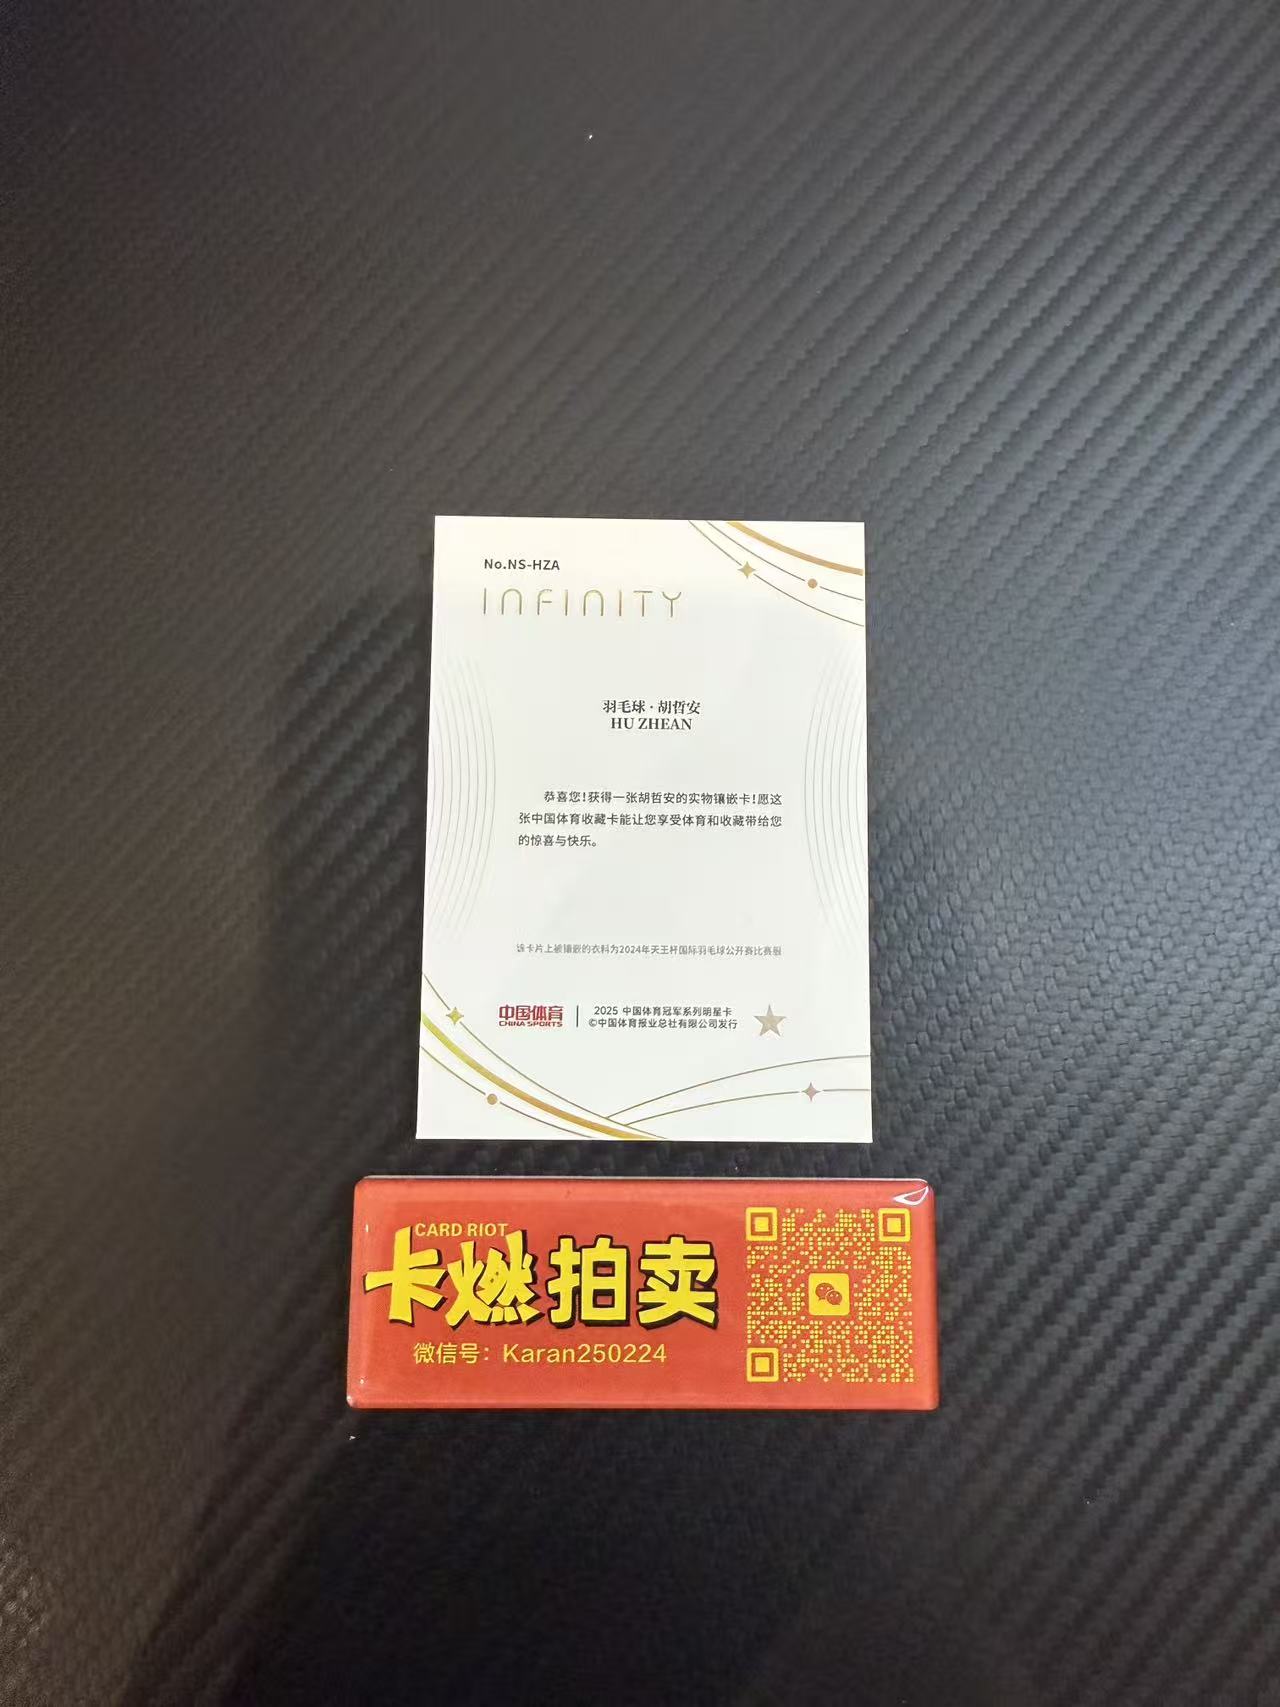 No.NS-HZA
INFINITY
羽毛球·胡哲安
HU ZHEAN
恭喜您!获得一张胡哲安的实物镶嵌卡!愿这
张中国体育收藏卡能让您享受体育和收藏带给您
的惊喜与快乐。
该卡片上被镶嵌的衣料为2024年天王杯国际羽毛球公开赛比赛服
中国体育
CHINA SPORTS
2025 中国体育冠军系列明星卡
©中国体育报业总社有限公司发行
CARD RIOT
卡燃拍卖
微信号：Karan250224